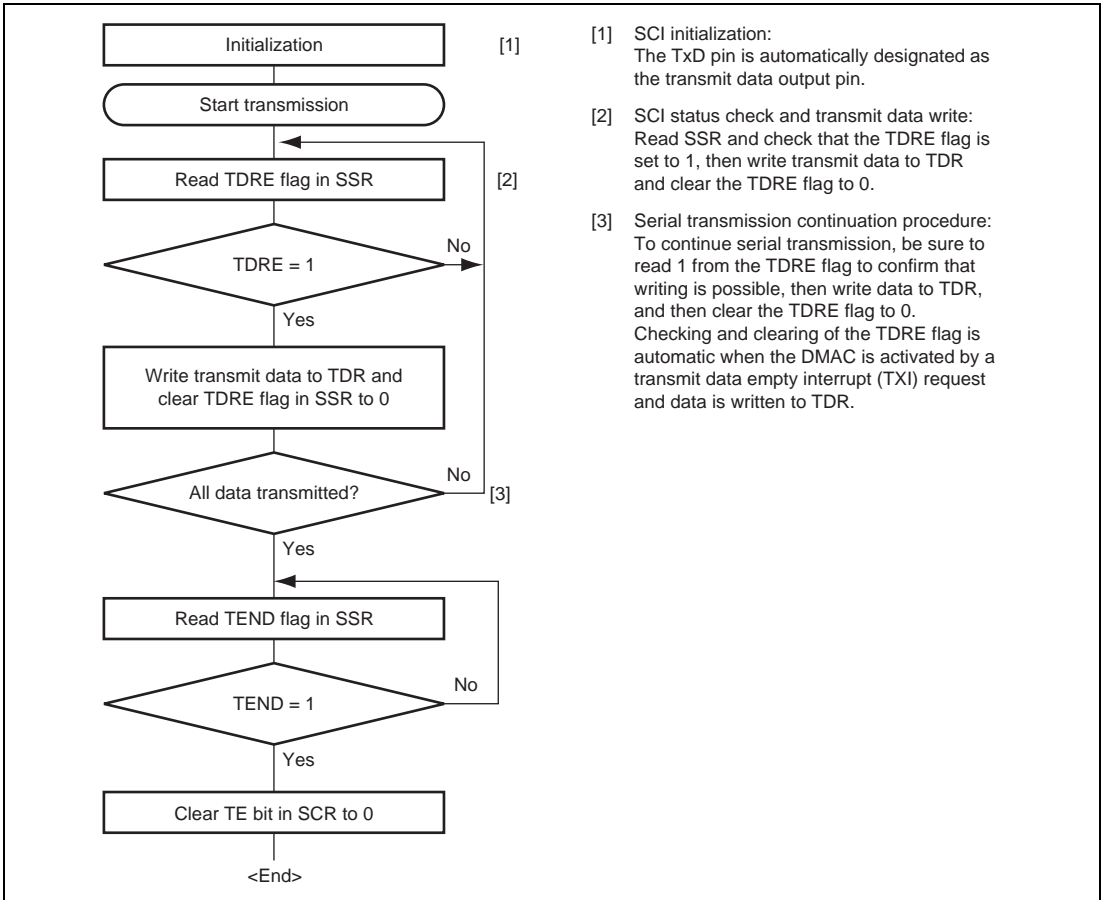 Initialization
[1]
Start transmission
Read TDRE flag in SSR
[2]
No
TDRE = 1
Yes
Write transmit data to TDR and
clear TDRE flag in SSR to 0
No
All data transmitted?
[3]
Yes
Read TEND flag in SSR
No
TEND = 1
Yes
Clear TE bit in SCR to 0
<End>
[1] SCI initialization:
The TxD pin is automatically designated as
the transmit data output pin.
[2] SCI status check and transmit data write:
Read SSR and check that the TDRE flag is
set to 1, then write transmit data to TDR
and clear the TDRE flag to 0.
[3] Serial transmission continuation procedure:
To continue serial transmission, be sure to
read 1 from the TDRE flag to confirm that
writing is possible, then write data to TDR,
and then clear the TDRE flag to 0.
Checking and clearing of the TDRE flag is
automatic when the DMAC is activated by a
transmit data empty interrupt (TXI) request
and data is written to TDR.